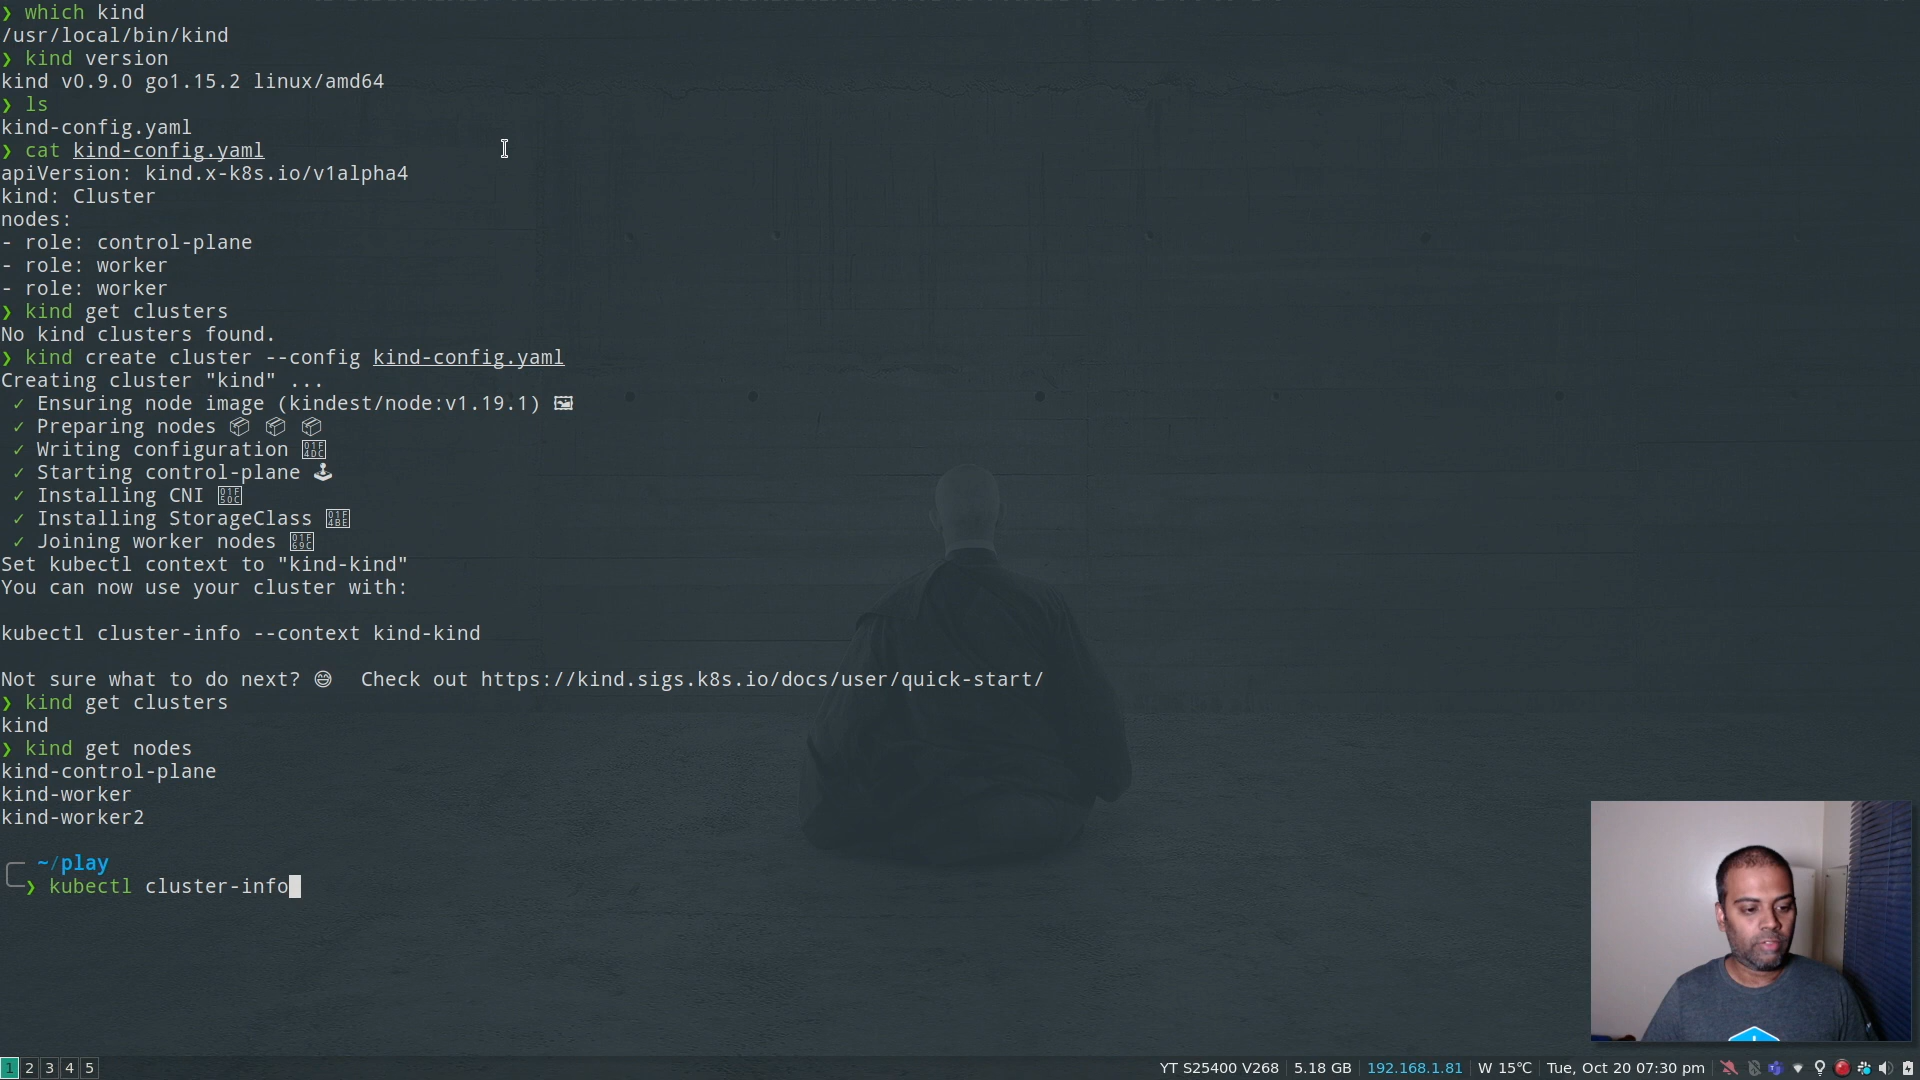 ❯ which kind
/usr/local/bin/kind
❯ kind version
kind v0.9.0 go1.15.2 linux/amd64
❯ ls
kind-config.yaml
❯ cat kind-config.yaml
apiVersion: kind.x-k8s.io/v1alpha4
kind: Cluster
nodes:
- role: control-plane
- role: worker
- role: worker
❯ kind get clusters
No kind clusters found.
❯ kind create cluster --config kind-config.yaml
Creating cluster "kind" ...
✓ Ensuring node image (kindest/node:v1.19.1) 🖼
✓ Preparing nodes 📦 📦 📦
✓ Writing configuration
✓ Starting control-plane 🕹
✓ Installing CNI
✓ Installing StorageClass
✓ Joining worker nodes
Set kubectl context to "kind-kind"
You can now use your cluster with:
kubectl cluster-info --context kind-kind
Not sure what to do next? 😅 Check out https://kind.sigs.k8s.io/docs/user/quick-start/
❯ kind get clusters
kind
❯ kind get nodes
kind-control-plane
kind-worker
kind-worker2
~/play
❯ kubectl cluster-info
1 2 3 4 5 YT S25400 V268 5.18 GB 192.168.1.81 W 15℃ Tue, Oct 20 07:30 pm